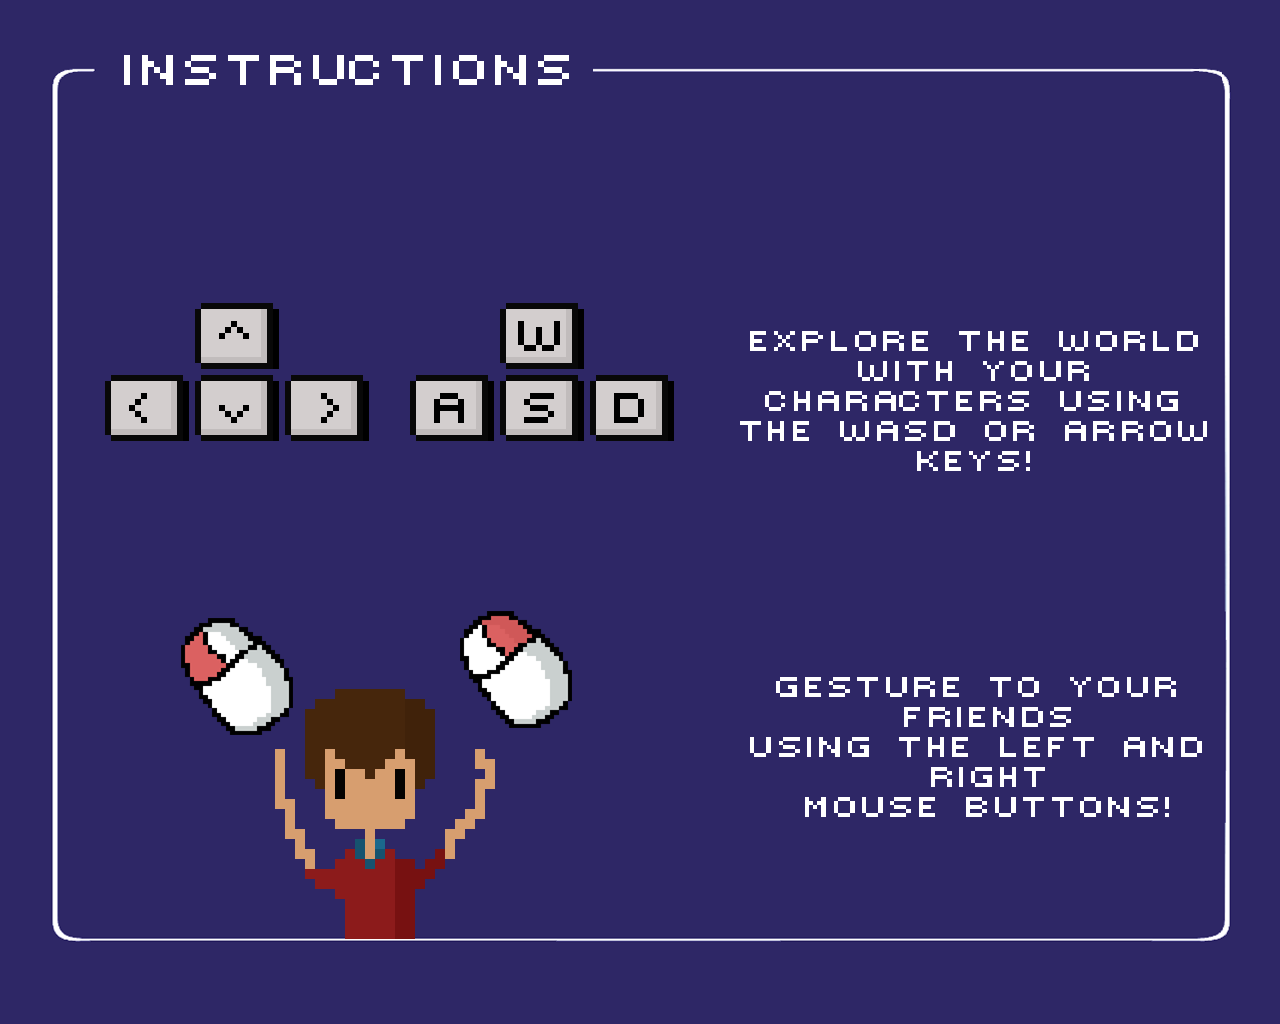 INSTRUCTIONS
^
W
< v >
A S D
EXPLORE THE WORLD
WITH YOUR
CHARACTERS USING
THE WASD OR ARROW
KEYS!
GESTURE TO YOUR
FRIENDS
USING THE LEFT AND
RIGHT
MOUSE BUTTONS!